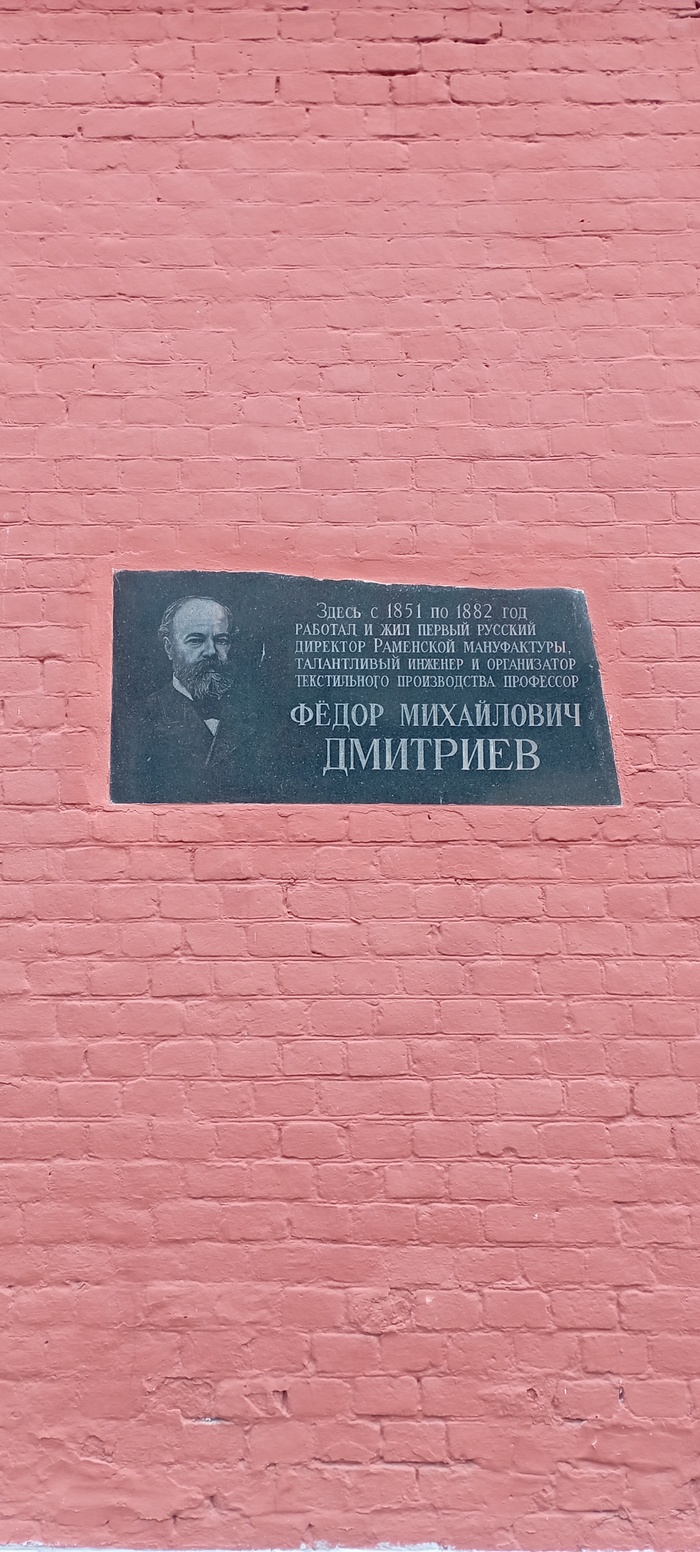 Здесь с 1851 по 1882 год
работал и жил первый русский
директор Раменской мануфактуры,
талантливый инженер и организатор
текстильного производства профессор
ФЁДОР МИХАЙЛОВИЧ
ДМИТРИЕВ